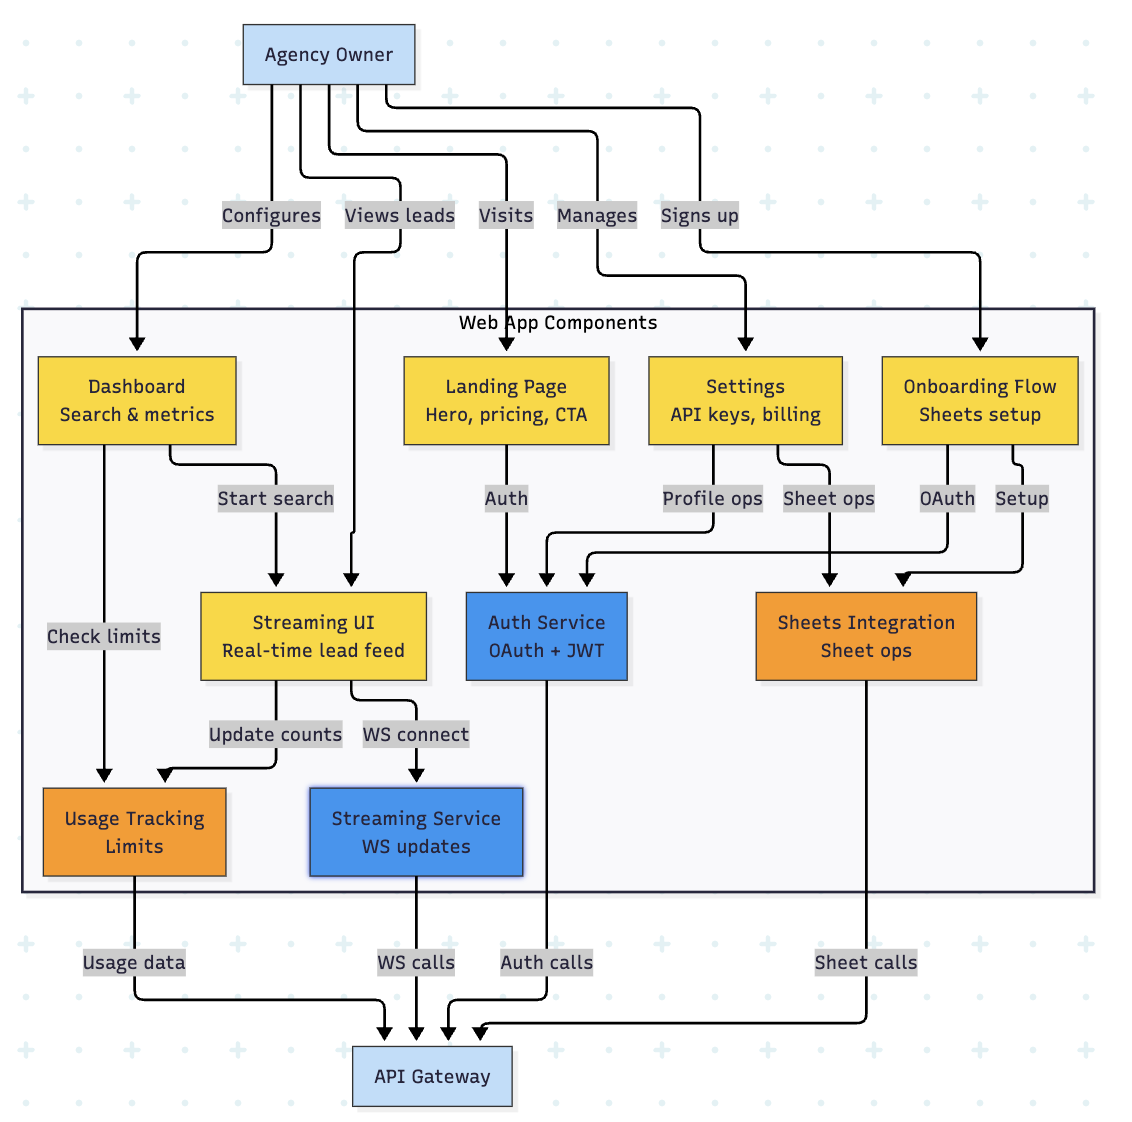 Agency Owner
Configures
Views leads
Visits
Manages
Signs up
Web App Components
Dashboard
Search & metrics
Landing Page
Hero, pricing, CTA
Settings
API keys, billing
Onboarding Flow
Sheets setup
Start search
Auth
Profile ops
Sheet ops
OAuth
Setup
Check limits
Streaming UI
Real-time lead feed
Auth Service
OAuth + JWT
Sheets Integration
Sheet ops
Update counts
WS connect
Usage Tracking
Limits
Streaming Service
WS updates
Usage data
WS calls
Auth calls
Sheet calls
API Gateway